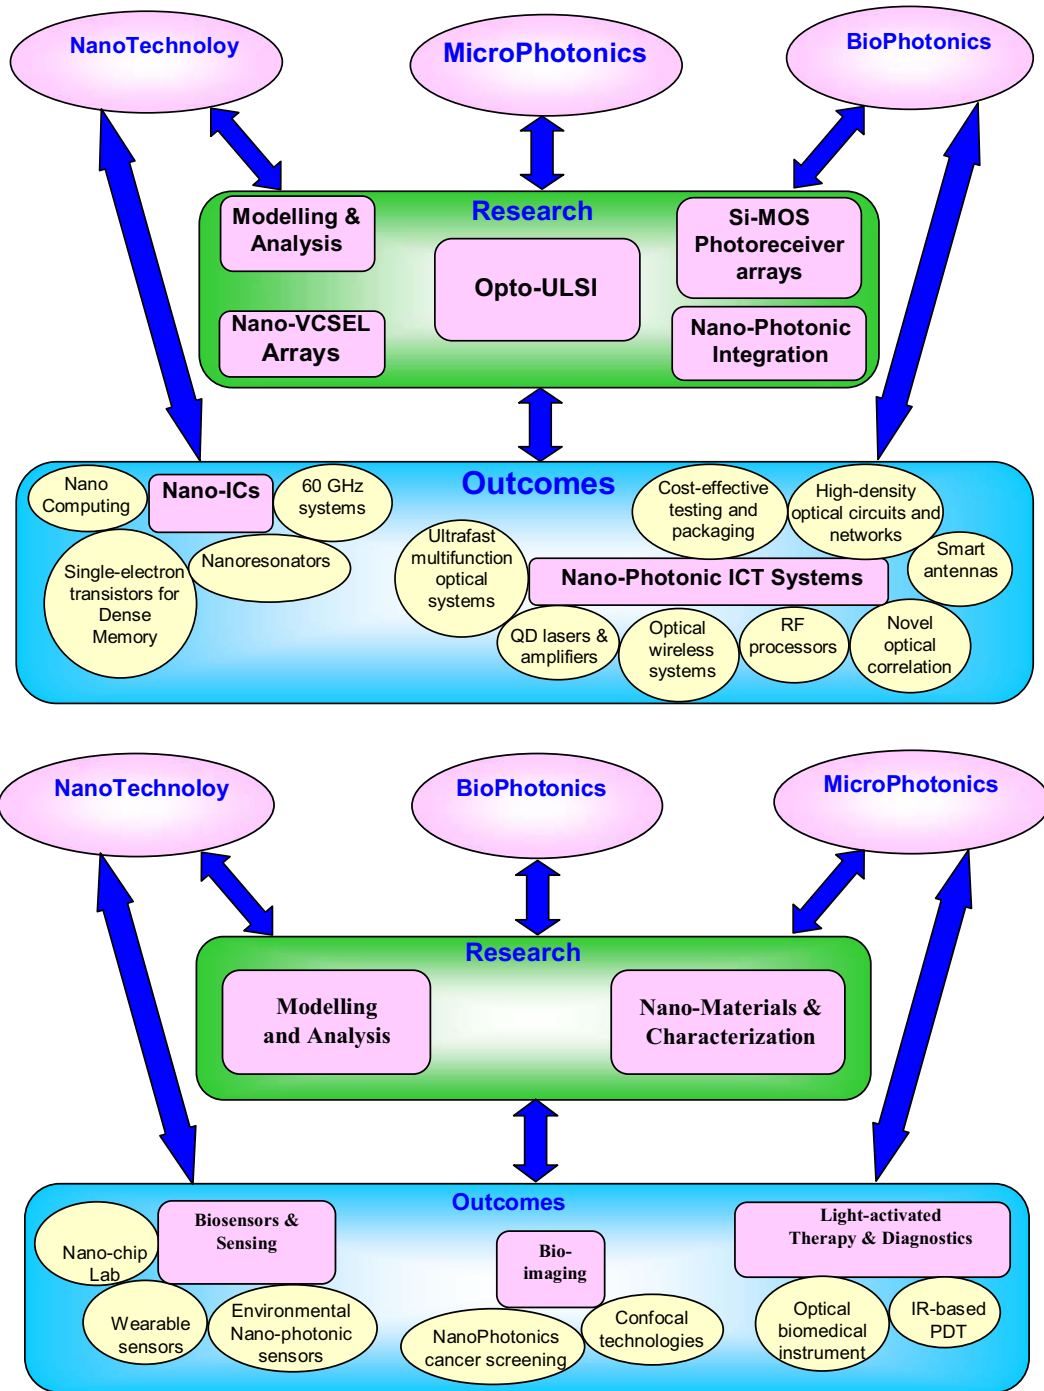 NanoTechnoloy
MicroPhotonics
BioPhotonics
Research
Modelling &
Analysis
Opto-ULSI
Si-MOS
Photoreceiver
arrays
Nano-VCSEL
Arrays
Nano-Photonic
Integration
Outcomes
Nano
Computing
Nano-ICs
60 GHz
systems
Nanoresonators
Single-electron
transistors for
Dense
Memory
Ultrafast
multifunction
optical
systems
Cost-effective
testing and
packaging
High-density
optical circuits and
networks
Smart
antennas
Nano-Photonic ICT Systems
QD lasers &
amplifiers
Optical
wireless
systems
RF
processors
Novel
optical
correlation
NanoTechnoloy
BioPhotonics
MicroPhotonics
Research
Modelling
and Analysis
Nano-Materials &
Characterization
Outcomes
Biosensors &
Sensing
Nano-chip
Lab
Wearable
sensors
Environmental
Nano-photonic
sensors
Bio-
imaging
NanoPhotonics
cancer screening
Confocal
technologies
Light-activated
Therapy & Diagnostics
Optical
biomedical
instrument
IR-based
PDT